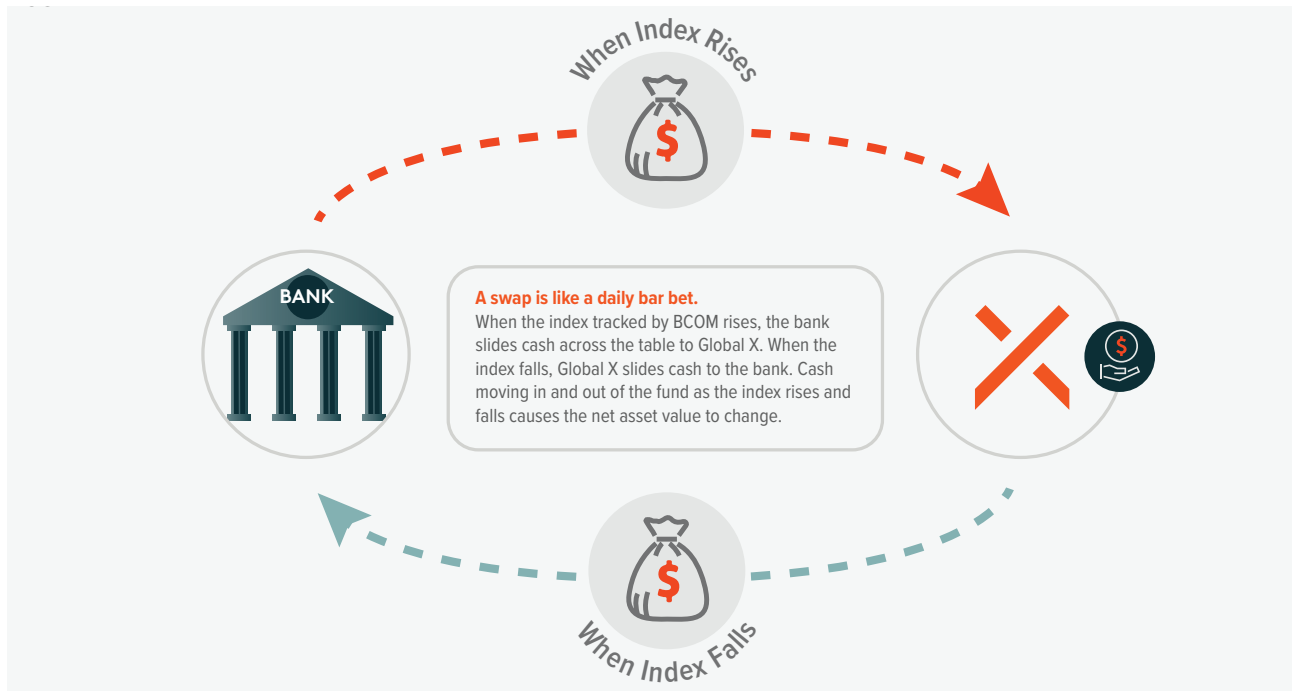 When Index Rises
$
BANK
A swap is like a daily bar bet.
When the index tracked by BCOM rises, the bank
slides cash across the table to Global X. When the
index falls, Global X slides cash to the bank. Cash
moving in and out of the fund as the index rises and
falls causes the net asset value to change.
$
$
When Index Falls